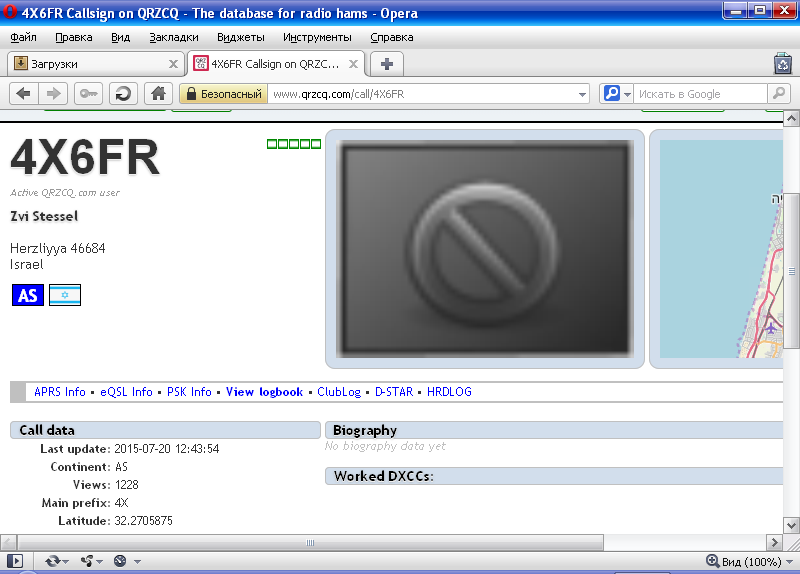 4X6FR Callsign on QRZCQ - The database for radio hams - Opera
Файл Правка Вид Закладки Виджеты Инструменты Справка
Загрузки
QRZ CQ
4X6FR Callsign on QRZC...
Безопасный
www.qrzcq.com/call/4X6FR
Искать в Google
4X6FR
Active QRZCQ.com user
Zvi Stessel
Herzliyya 46684
Israel
AS
APRS Info • eQSL Info • PSK Info • View logbook • ClubLog • D-STAR • HRDLOG
Call data
Last update: 2015-07-20 12:43:54
Continent: AS
Views: 1228
Main prefix: 4X
Latitude: 32.2705875
Biography
No biography data yet
Worked DXCCs:
Вид (100%)